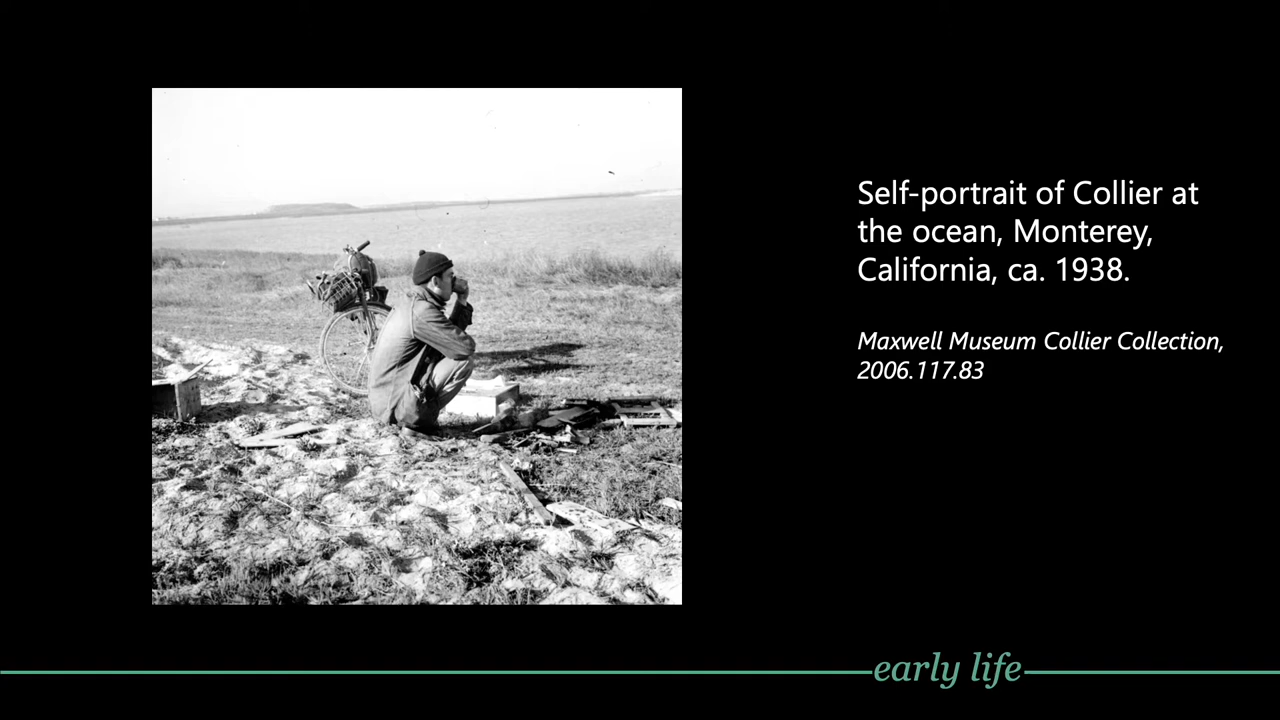 Self-portrait of Collier at
the ocean, Monterey,
California, ca. 1938.
Maxwell Museum Collier Collection,
2006.117.83
early life